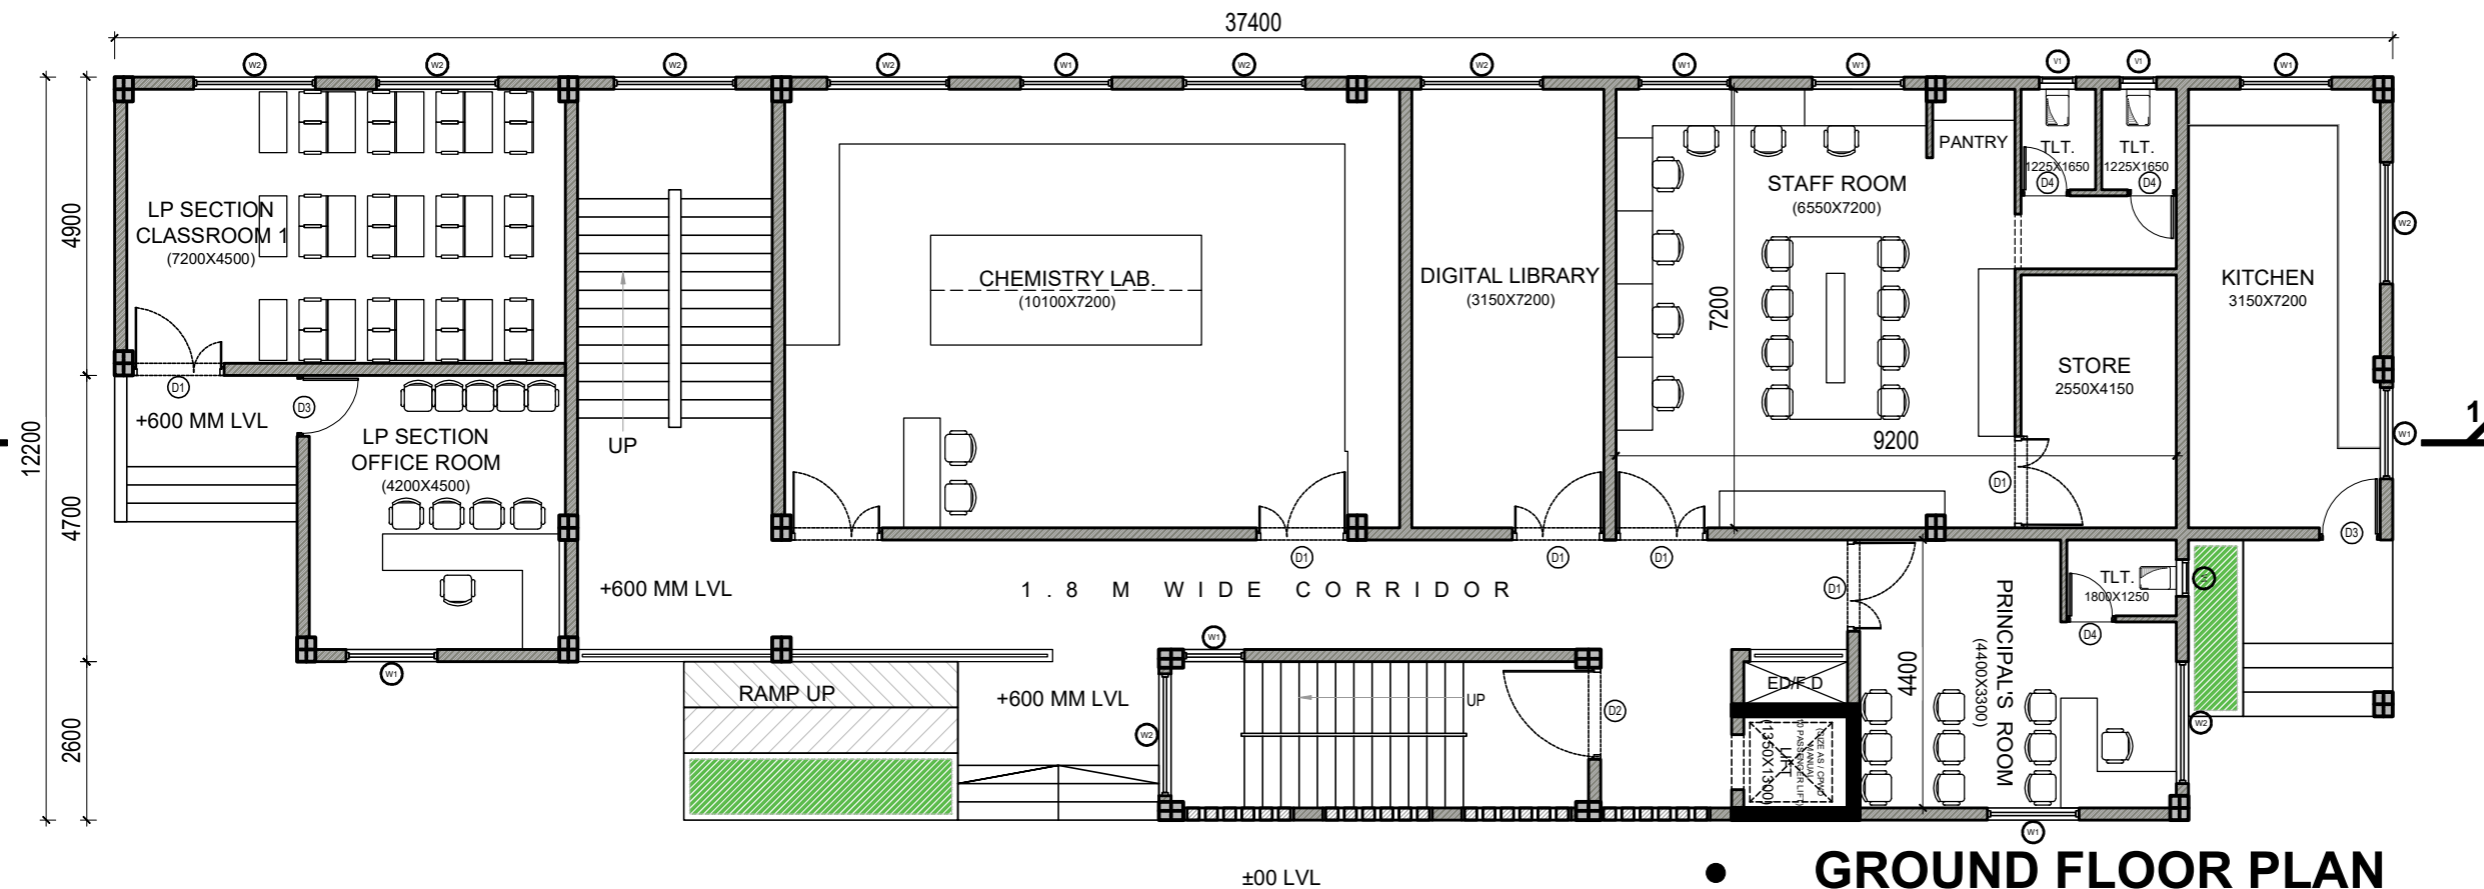 37400
W2
W2
W2
W2
W1
W2
W2
W1
W1
V1
V1
W1
12200
4900
4700
2600
LP SECTION
CLASSROOM 1
(7200X4500)
D1
+600 MM LVL
D3
LP SECTION
OFFICE ROOM
(4200X4500)
W1
UP
+600 MM LVL
CHEMISTRY LAB.
(10100X7200)
D1
DIGITAL LIBRARY
(3150X7200)
D1
STAFF ROOM
(6550X7200)
7200
9200
D1
D1
PANTRY
TLT.
1225X1650
D4
TLT.
1225X1650
D4
STORE
2550X4150
KITCHEN
3150X7200
W2
W1
D3
1
1.8 M WIDE CORRIDOR
RAMP UP
+600 MM LVL
W1
W2
UP
D2
ED/F D
LIFT
(1350X1300)
D1
4400
PRINCIPAL'S ROOM
(4400X3300)
TLT.
1800X1250
D4
W2
W1
±00 LVL
• GROUND FLOOR PLAN